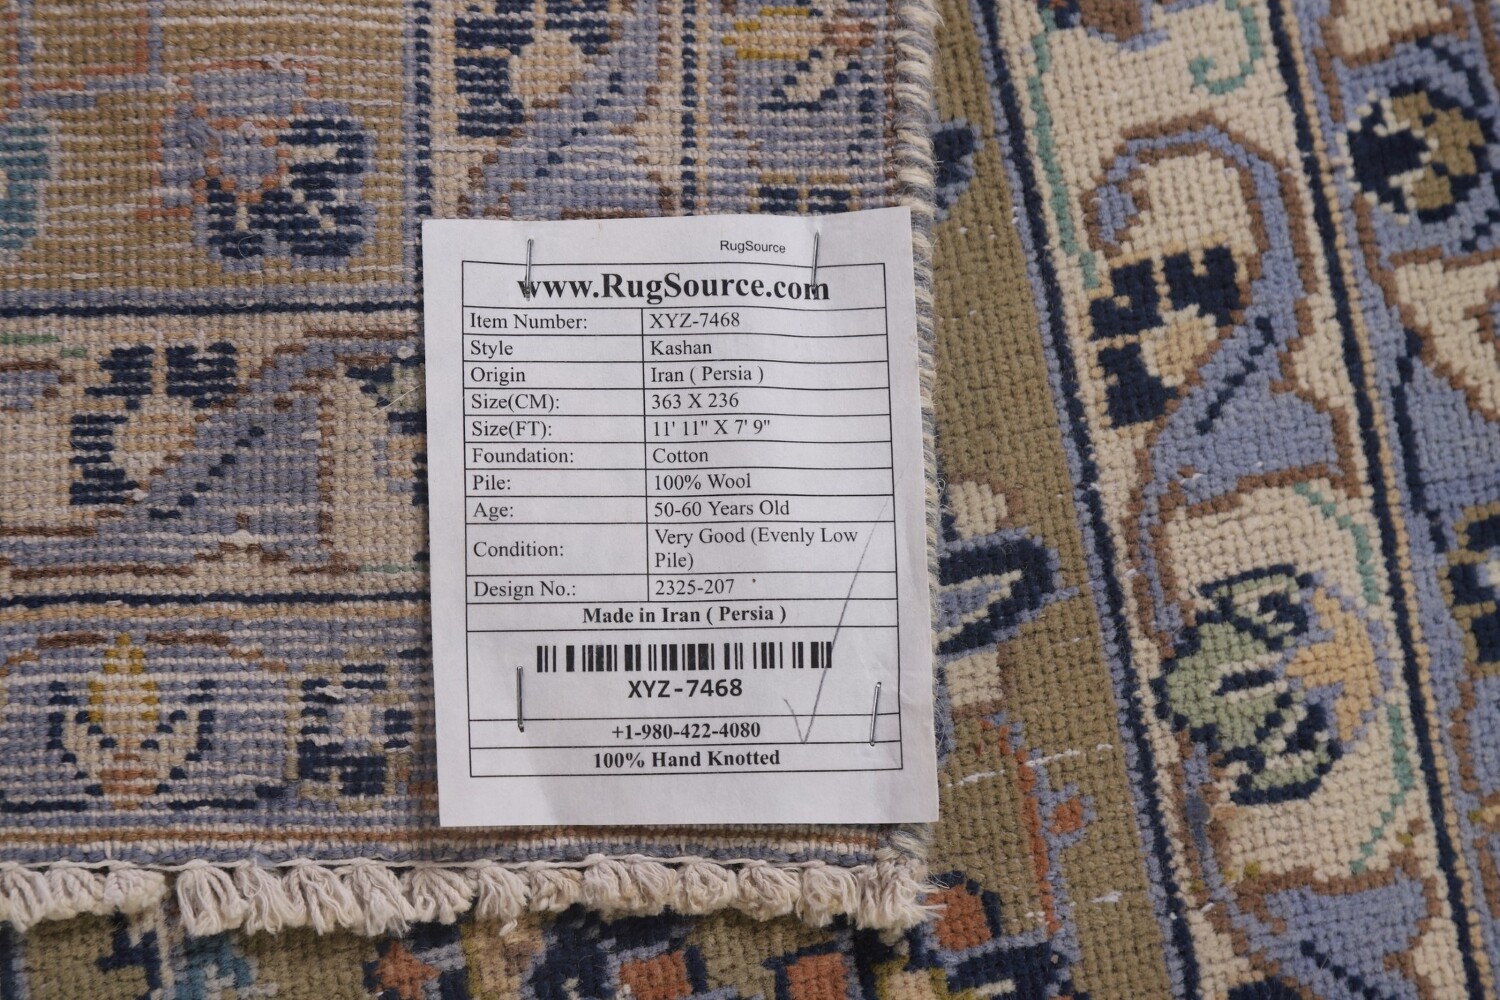 RugSource
www.RugSource.com
Item Number: XYZ-7468
Style Kashan
Origin Iran ( Persia )
Size(CM): 363 X 236
Size(FT): 11' 11" X 7' 9"
Foundation: Cotton
Pile: 100% Wool
Age: 50-60 Years Old
Condition: Very Good (Evenly Low
Pile)
Design No.: 2325-207
Made in Iran ( Persia )
XYZ-7468
+1-980-422-4080
100% Hand Knotted